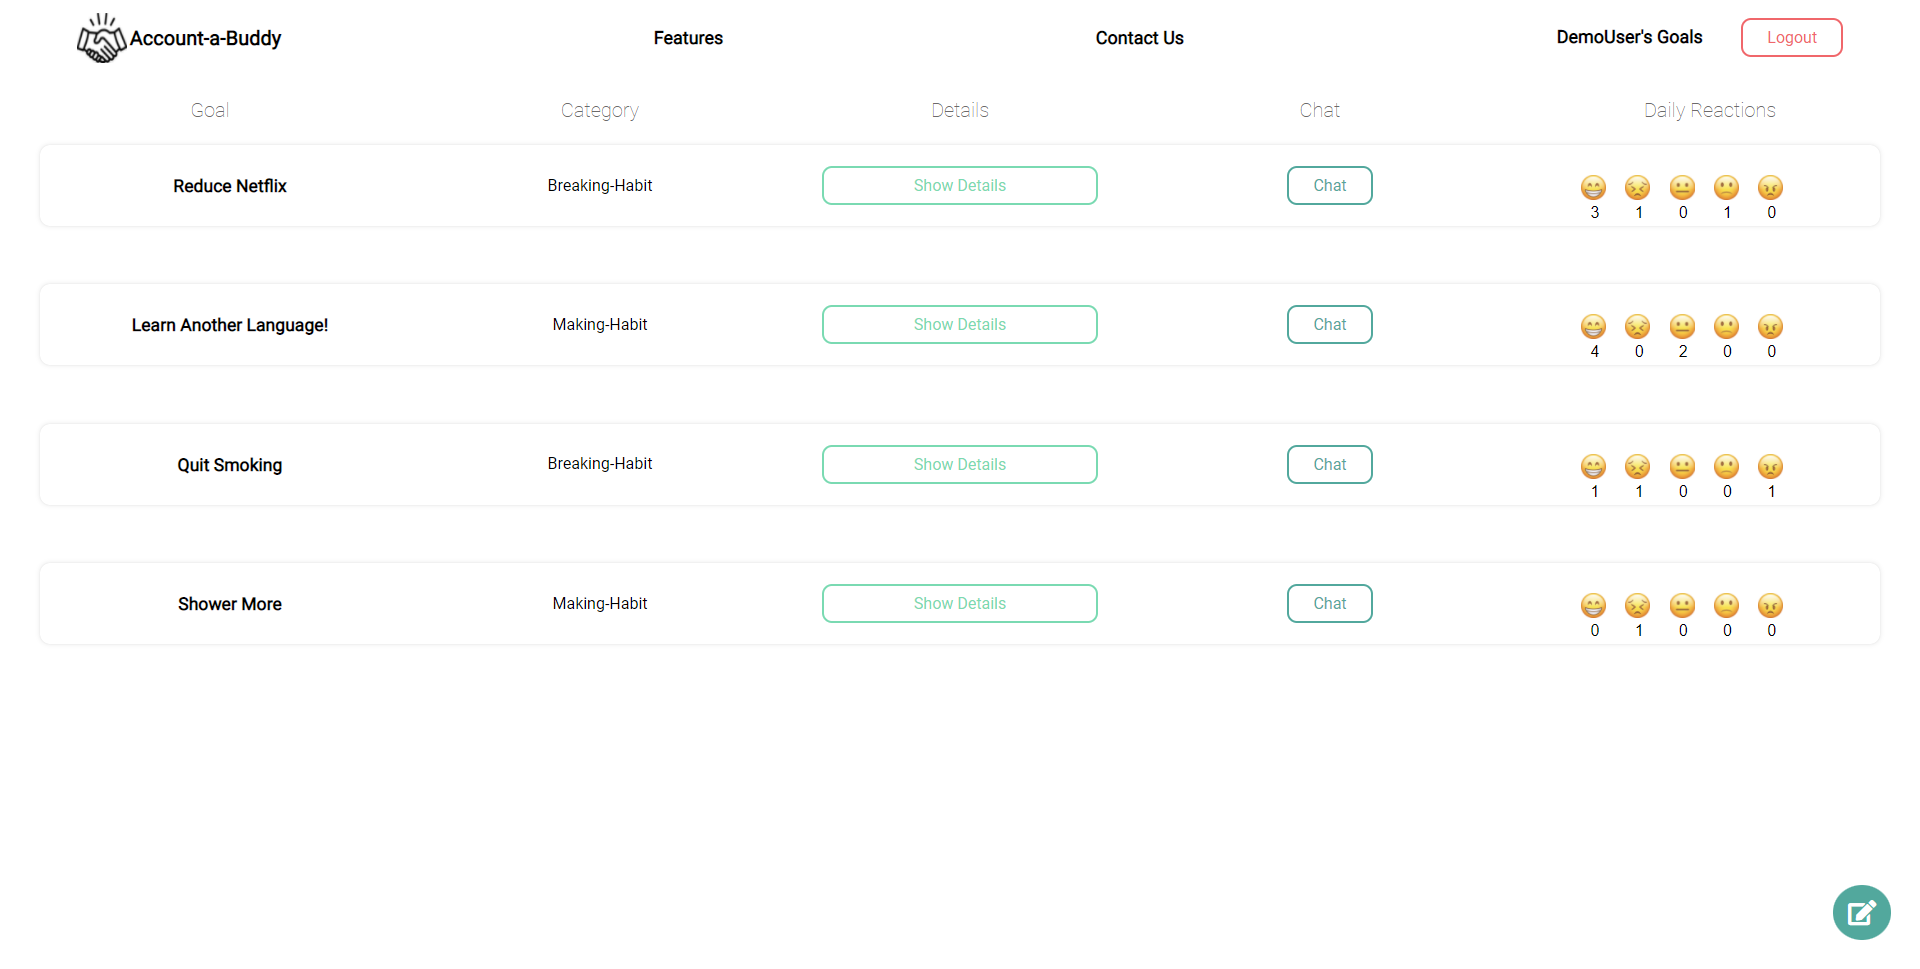 Account-a-Buddy Features Contact Us DemoUser's Goals Logout
Goal Category Details Chat Daily Reactions
Reduce Netflix Breaking-Habit Show Details Chat
3 1 0 1 0
Learn Another Language! Making-Habit Show Details Chat
4 0 2 0 0
Quit Smoking Breaking-Habit Show Details Chat
1 1 0 0 1
Shower More Making-Habit Show Details Chat
0 1 0 0 0